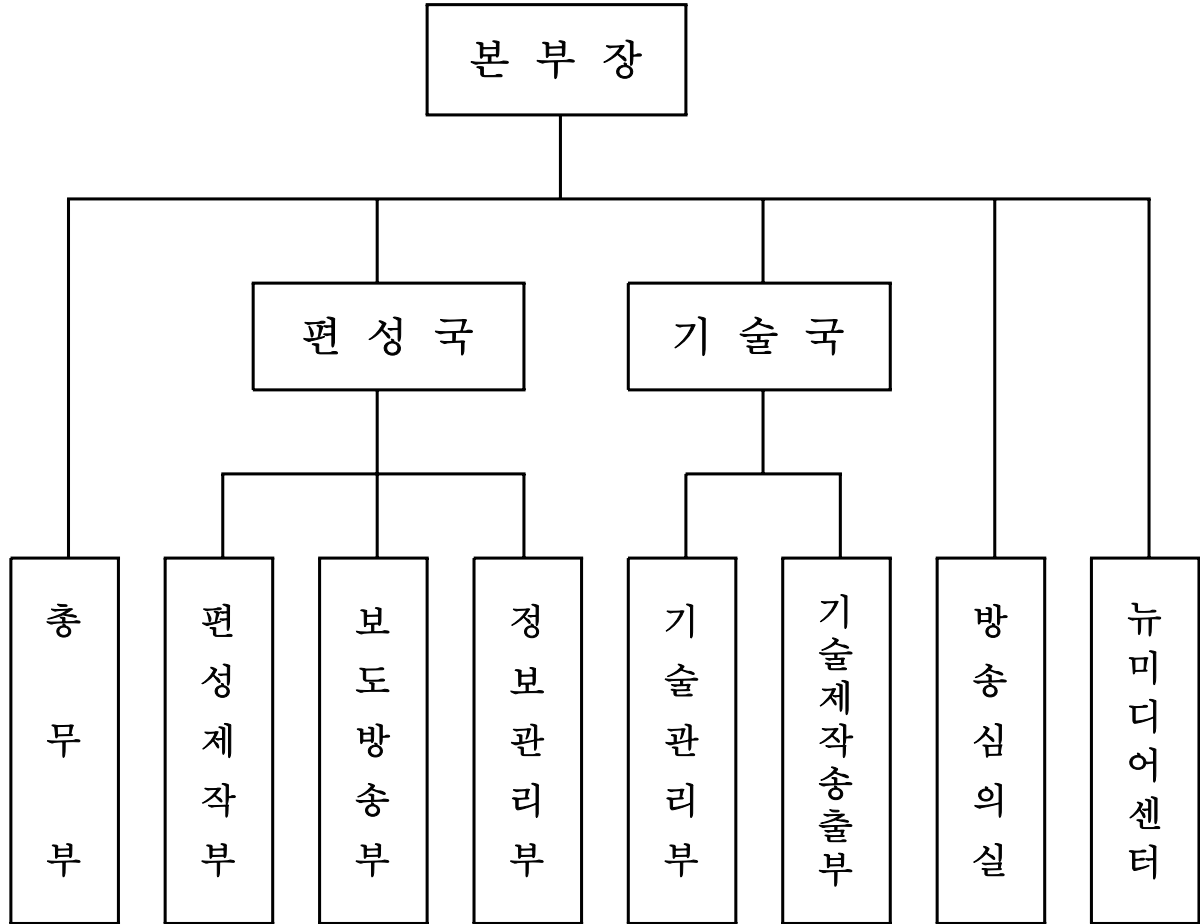 본 부 장
편 성 국
기 술 국
총 무 부
편성제작부
보도방송부
정보관리부
기술관리부
기술제작송출부
방송심의실
뉴미디어센터